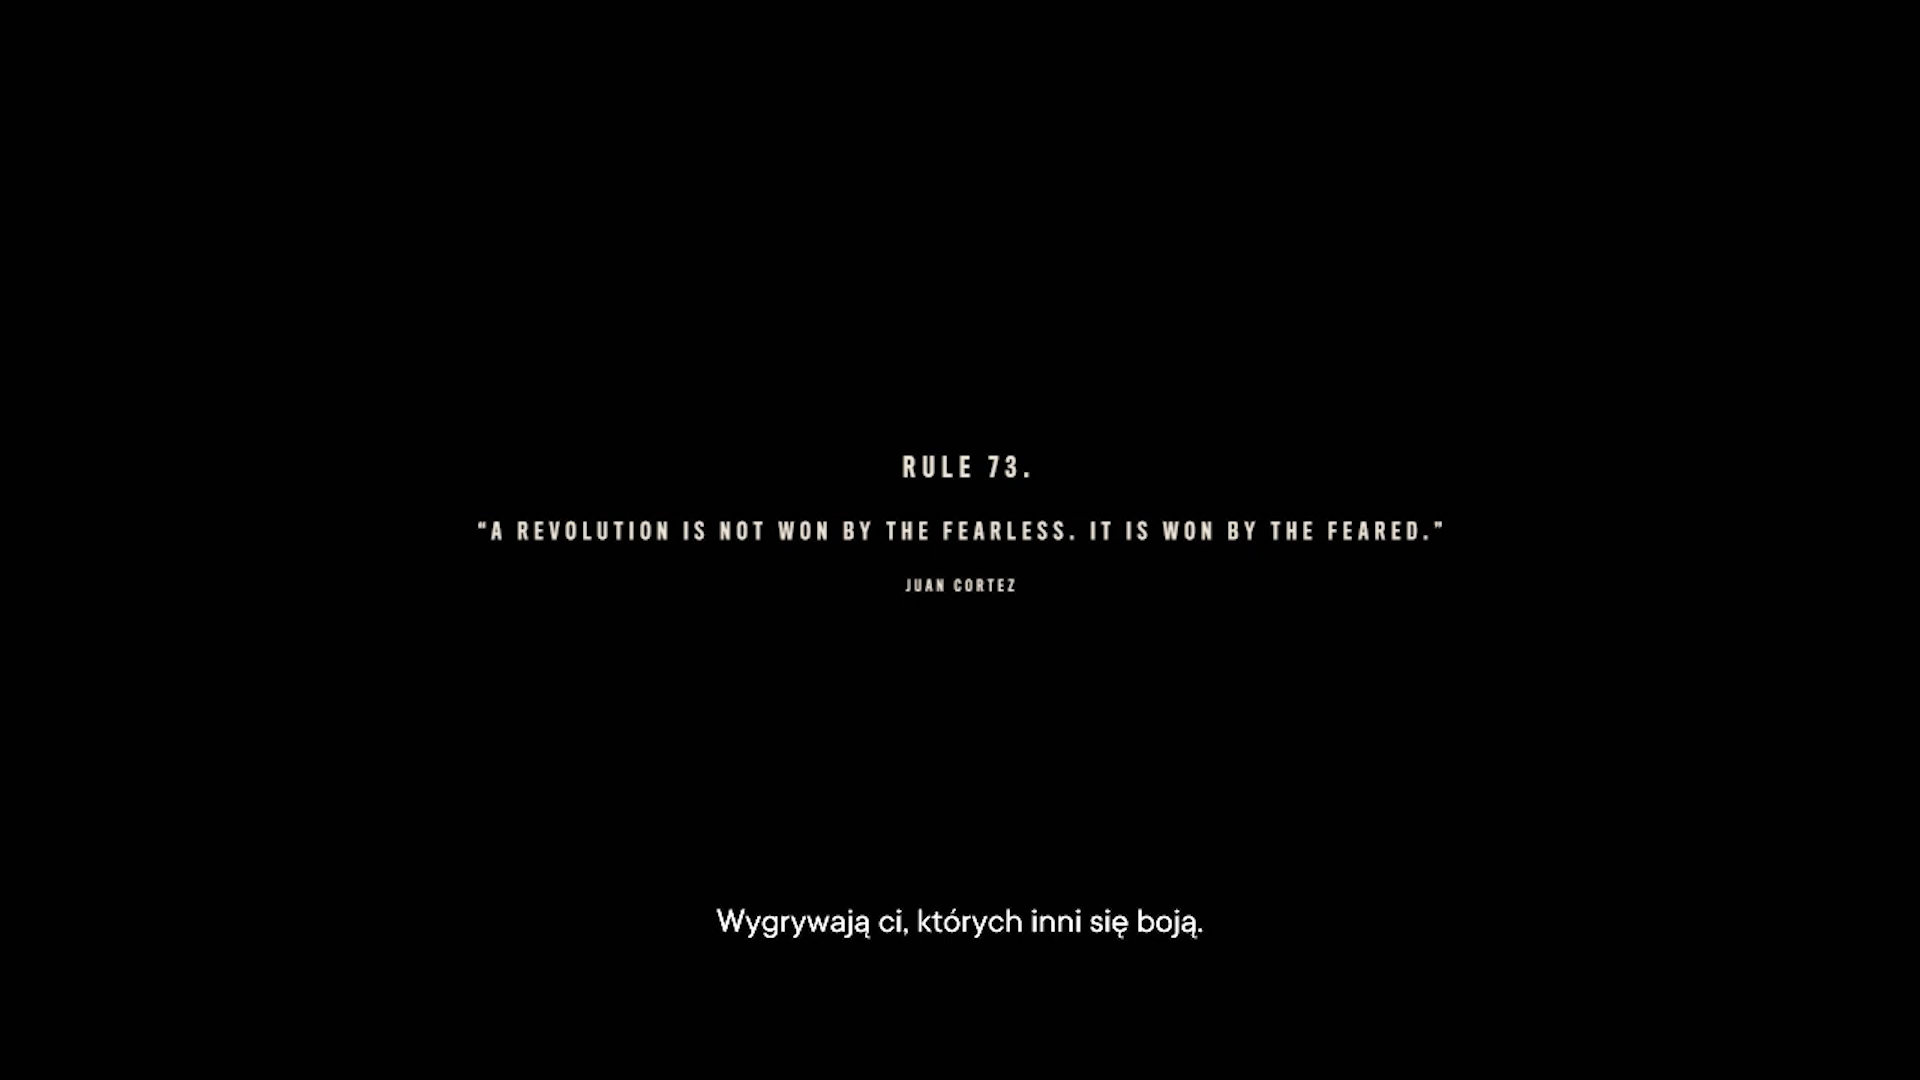 RULE 73.
“A REVOLUTION IS NOT WON BY THE FEARLESS. IT IS WON BY THE FEARED.”
JUAN CORTEZ
Wygrywają ci, których inni się boją.